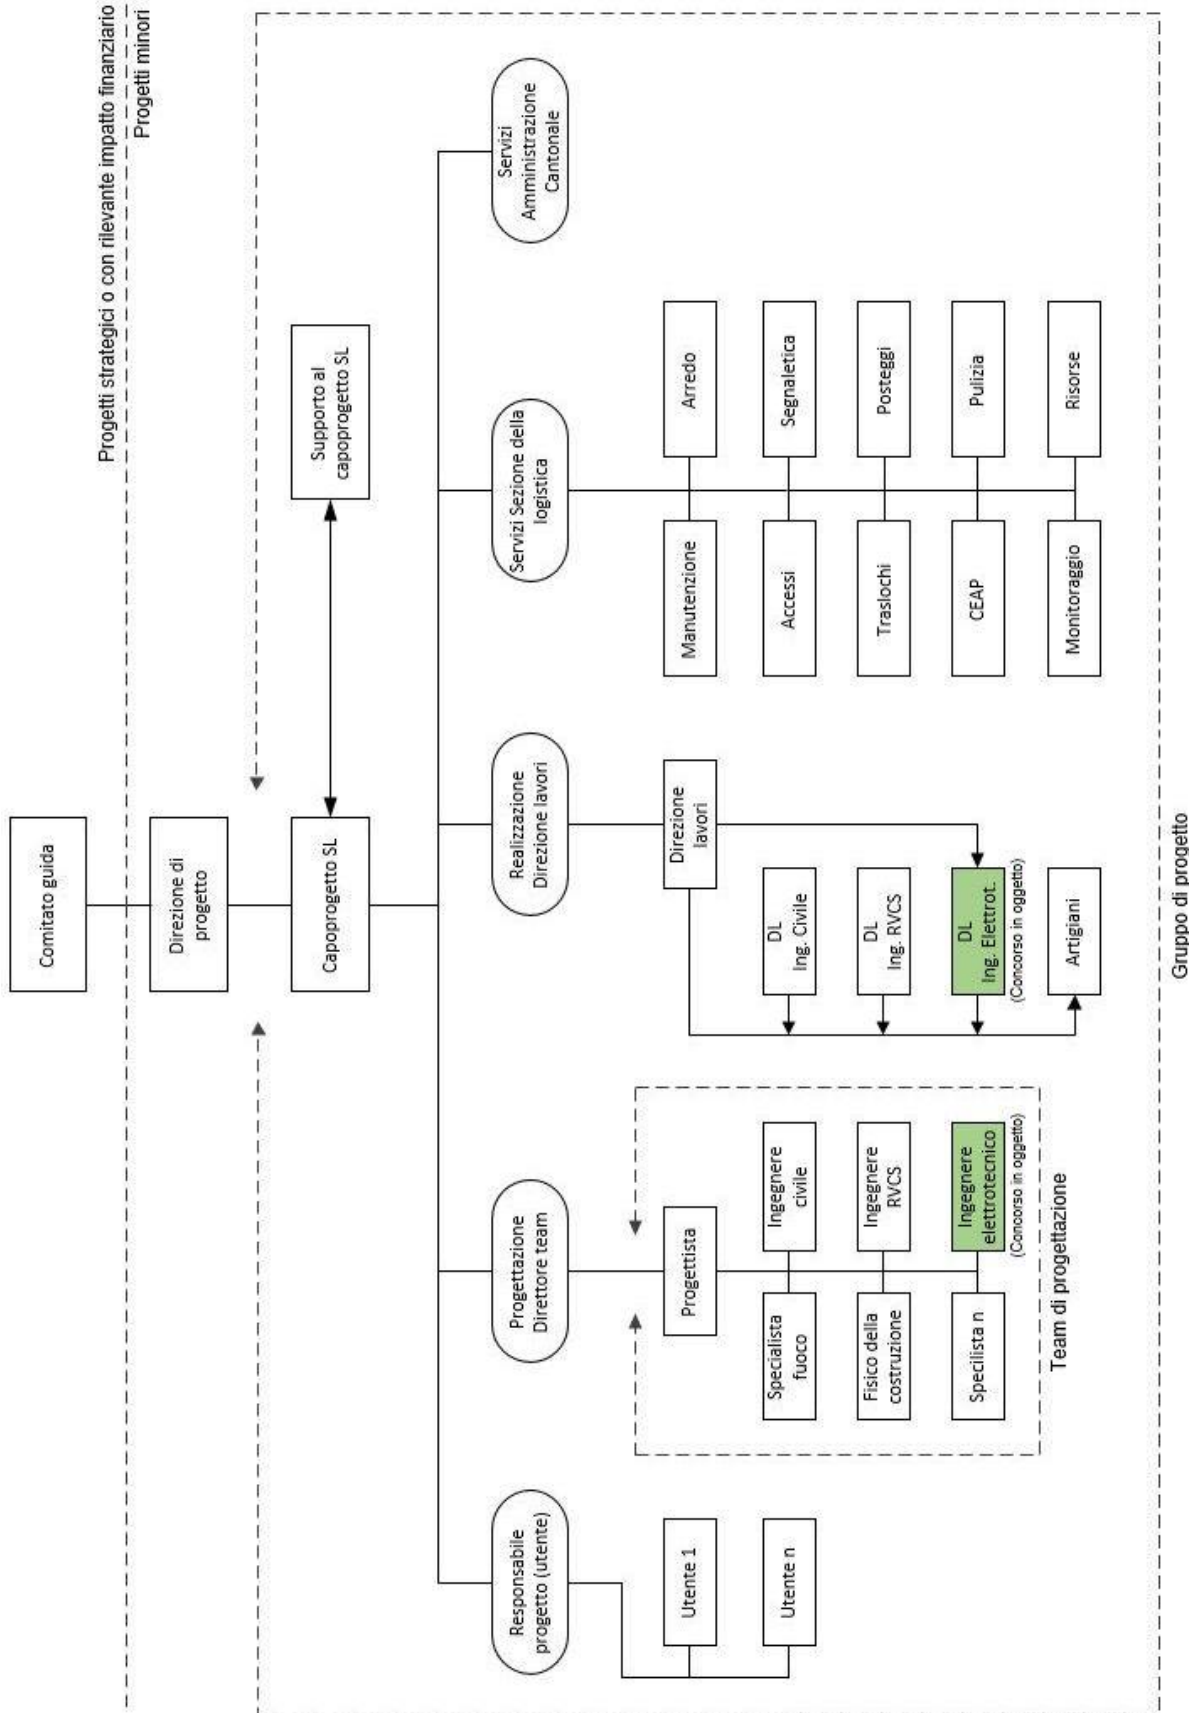 Comitato guida
Progetti strategici o con rilevante impatto finanziario
Progetti minori
Direzione di
progetto
Capoprogetto SL
Supporto al
capoprogetto SL
Responsabile
progetto (utente)
Progettazione
Direttore team
Realizzazione
Direzione lavori
Servizi Sezione della
logistica
Servizi
Amministrazione
Cantonale
Utente 1
Utente n
Progettista
Specialista
fuoco
Ingegnere
civile
Fisico della
costruzione
Ingegnere
RVCS
Specilista n
Ingegnere
elettrotecnico
(Concorso in oggetto)
Team di progettazione
Direzione
lavori
DL
Ing. Civile
DL
Ing. RVCS
DL
Ing. Elettrot.
(Concorso in oggetto)
Artigiani
Manutenzione
Arredo
Accessi
Segnaletica
Traslochi
Posteggi
CEAP
Pulizia
Monitoraggio
Risorse
Gruppo di progetto